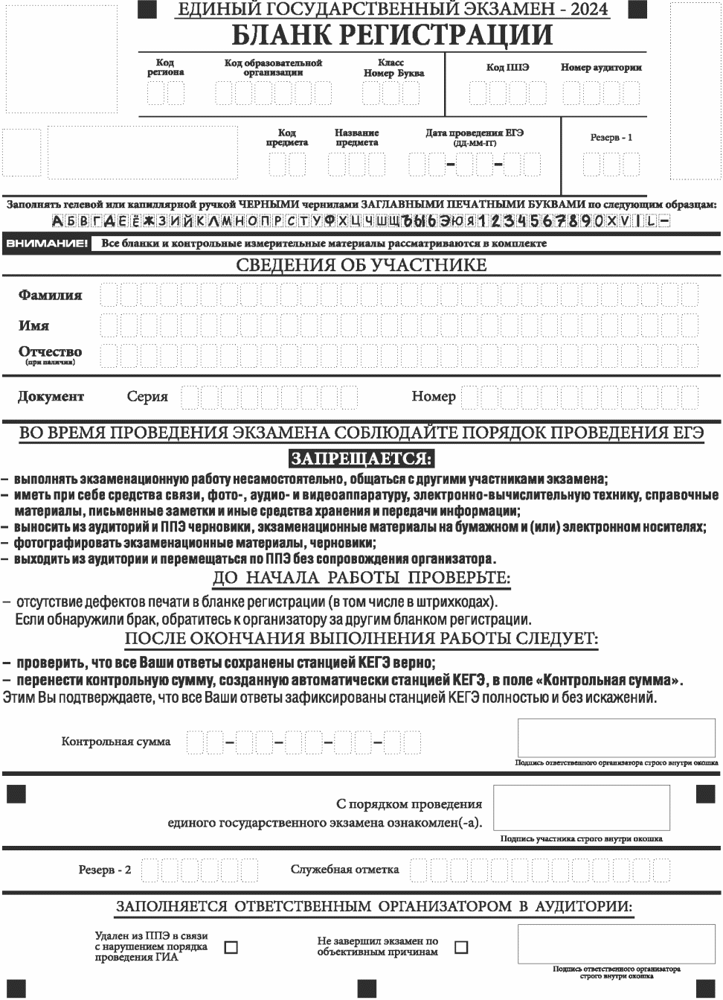 ЕДИНЫЙ ГОСУДАРСТВЕННЫЙ ЭКЗАМЕН - 2024
БЛАНК РЕГИСТРАЦИИ
Код региона
Код образовательной организации
Класс
Номер Буква
Код ППЭ
Номер аудитории
Код предмета
Название предмета
Дата проведения ЕГЭ
(ДД-ММ-ГГ)
Резерв - 1
Заполнять гелевой или капиллярной ручкой ЧЕРНЫМИ чернилами ЗАГЛАВНЫМИ ПЕЧАТНЫМИ БУКВАМИ по следующим образцам:
А Б В Г Д Е Ё Ж З И Й К Л М Н О П Р С Т У Ф Х Ц Ч Ш Щ Ъ Ы Ь Э Ю Я 1 2 3 4 5 6 7 8 9 0 X V I L -
ВНИМАНИЕ! Все бланки и контрольные измерительные материалы рассматриваются в комплекте
СВЕДЕНИЯ ОБ УЧАСТНИКЕ
Фамилия
Имя
Отчество
(при наличии)
Документ Серия Номер
ВО ВРЕМЯ ПРОВЕДЕНИЯ ЭКЗАМЕНА СОБЛЮДАЙТЕ ПОРЯДОК ПРОВЕДЕНИЯ ЕГЭ
ЗАПРЕЩАЕТСЯ:
– выполнять экзаменационную работу несамостоятельно, общаться с другими участниками экзамена;
– иметь при себе средства связи, фото-, аудио- и видеоаппаратуру, электронно-вычислительную технику, справочные
материалы, письменные заметки и иные средства хранения и передачи информации;
– выносить из аудиторий и ППЭ черновики, экзаменационные материалы на бумажном и (или) электронном носителях;
– фотографировать экзаменационные материалы, черновики;
– выходить из аудитории и перемещаться по ППЭ без сопровождения организатора.
ДО НАЧАЛА РАБОТЫ ПРОВЕРЬТЕ:
– отсутствие дефектов печати в бланке регистрации (в том числе в штрихкодах).
Если обнаружили брак, обратитесь к организатору за другим бланком регистрации.
ПОСЛЕ ОКОНЧАНИЯ ВЫПОЛНЕНИЯ РАБОТЫ СЛЕДУЕТ:
– проверить, что все Ваши ответы сохранены станцией КЕГЭ верно;
– перенести контрольную сумму, созданную автоматически станцией КЕГЭ, в поле «Контрольная сумма».
Этим Вы подтверждаете, что все Ваши ответы зафиксированы станцией КЕГЭ полностью и без искажений.
Контрольная сумма
Подпись ответственного организатора строго внутри окошка
С порядком проведения
единого государственного экзамена ознакомлен(-а).
Подпись участника строго внутри окошка
Резерв - 2 Служебная отметка
ЗАПОЛНЯЕТСЯ ОТВЕТСТВЕННЫМ ОРГАНИЗАТОРОМ В АУДИТОРИИ:
Удален из ППЭ в связи
с нарушением порядка
проведения ГИА
Не завершил экзамен по
объективным причинам
Подпись ответственного организатора
строго внутри окошка